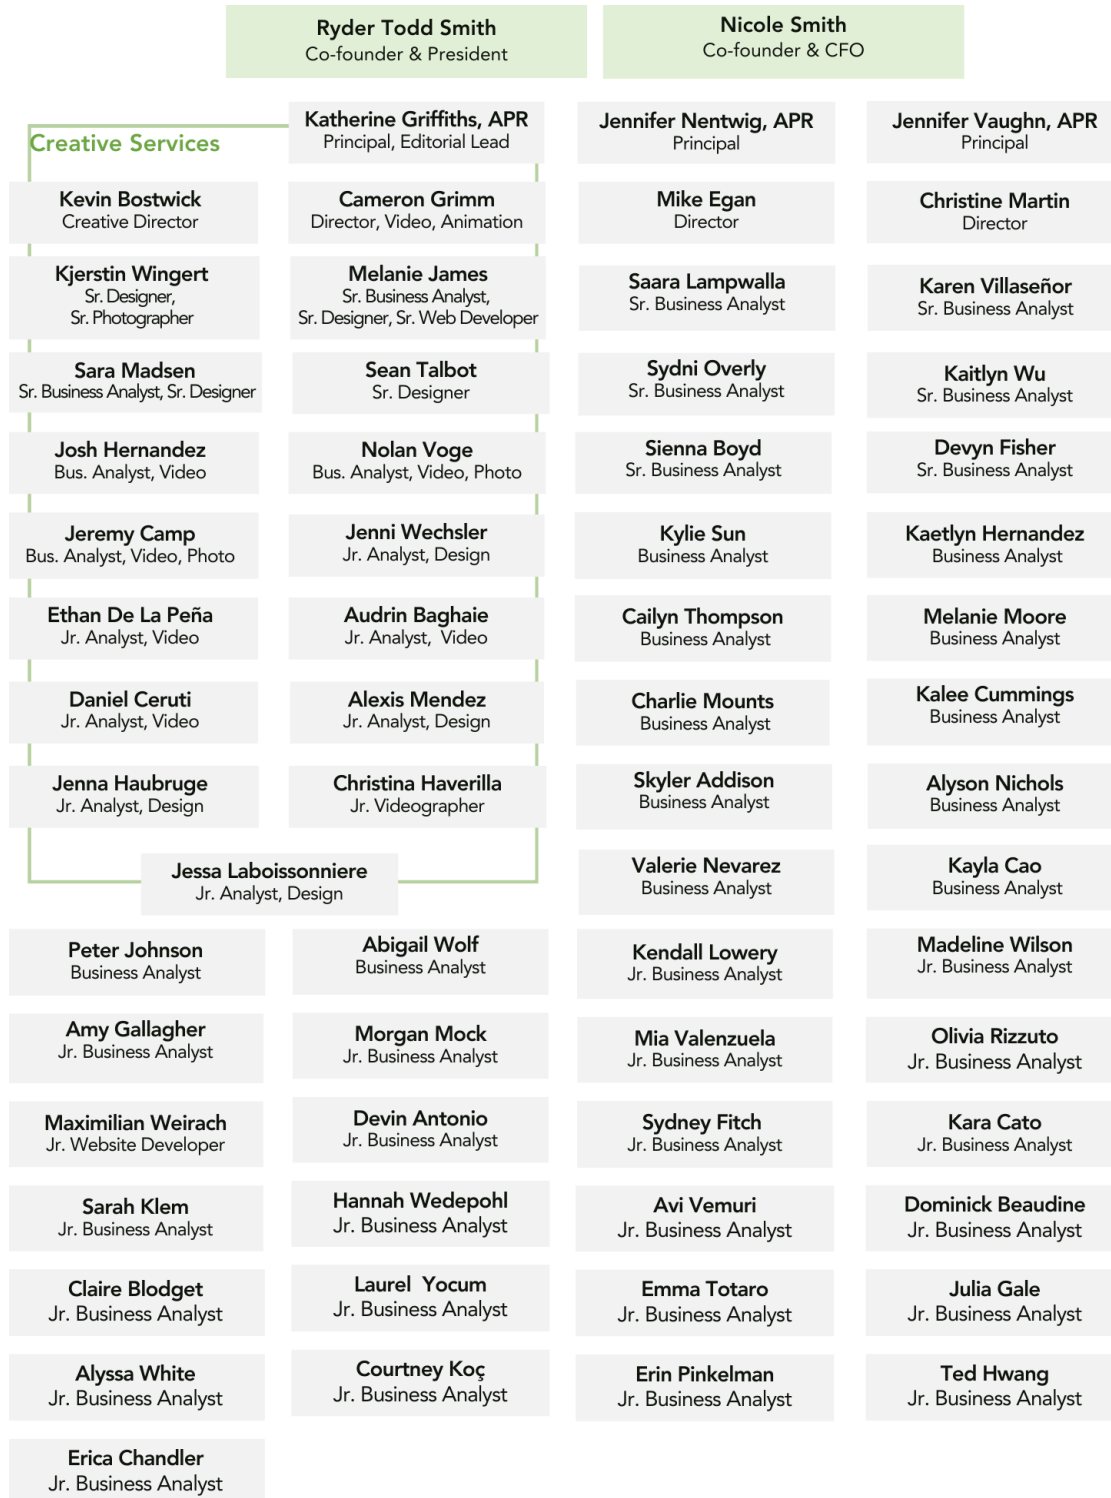 Ryder Todd Smith
Co-founder & President
Nicole Smith
Co-founder & CFO
Creative Services
Katherine Griffiths, APR
Principal, Editorial Lead
Jennifer Nentwig, APR
Principal
Jennifer Vaughn, APR
Principal
Kevin Bostwick
Creative Director
Cameron Grimm
Director, Video, Animation
Mike Egan
Director
Christine Martin
Director
Kjerstin Wingert
Sr. Designer,
Sr. Photographer
Melanie James
Sr. Business Analyst,
Sr. Designer, Sr. Web Developer
Saara Lampwalla
Sr. Business Analyst
Karen Villaseñor
Sr. Business Analyst
Sara Madsen
Sr. Business Analyst, Sr. Designer
Sean Talbot
Sr. Designer
Sydni Overly
Sr. Business Analyst
Kaitlyn Wu
Sr. Business Analyst
Josh Hernandez
Bus. Analyst, Video
Nolan Voge
Bus. Analyst, Video, Photo
Sienna Boyd
Sr. Business Analyst
Devyn Fisher
Sr. Business Analyst
Jeremy Camp
Bus. Analyst, Video, Photo
Jenni Wechsler
Jr. Analyst, Design
Kylie Sun
Business Analyst
Kaetlyn Hernandez
Business Analyst
Ethan De La Peña
Jr. Analyst, Video
Audrin Baghaie
Jr. Analyst,  Video
Cailyn Thompson
Business Analyst
Melanie Moore
Business Analyst
Daniel Ceruti
Jr. Analyst, Video
Alexis Mendez
Jr. Analyst, Design
Charlie Mounts
Business Analyst
Kalee Cummings
Business Analyst
Jenna Haubruge
Jr. Analyst, Design
Christina Haverilla
Jr. Videographer
Skyler Addison
Business Analyst
Alyson Nichols
Business Analyst
Jessa Laboissonniere
Jr. Analyst, Design
Valerie Nevarez
Business Analyst
Kayla Cao
Business Analyst
Peter Johnson
Business Analyst
Abigail Wolf
Business Analyst
Kendall Lowery
Jr. Business Analyst
Madeline Wilson
Jr. Business Analyst
Amy Gallagher
Jr. Business Analyst
Morgan Mock
Jr. Business Analyst
Mia Valenzuela
Jr. Business Analyst
Olivia Rizzuto
Jr. Business Analyst
Maximilian Weirach
Jr. Website Developer
Devin Antonio
Jr. Business Analyst
Sydney Fitch
Jr. Business Analyst
Kara Cato
Jr. Business Analyst
Sarah Klem
Jr. Business Analyst
Hannah Wedepohl
Jr. Business Analyst
Avi Vemuri
Jr. Business Analyst
Dominick Beaudine
Jr. Business Analyst
Claire Blodget
Jr. Business Analyst
Laurel  Yocum
Jr. Business Analyst
Emma Totaro
Jr. Business Analyst
Julia Gale
Jr. Business Analyst
Alyssa White
Jr. Business Analyst
Courtney Koç
Jr. Business Analyst
Erin Pinkelman
Jr. Business Analyst
Ted Hwang
Jr. Business Analyst
Erica Chandler
Jr. Business Analyst